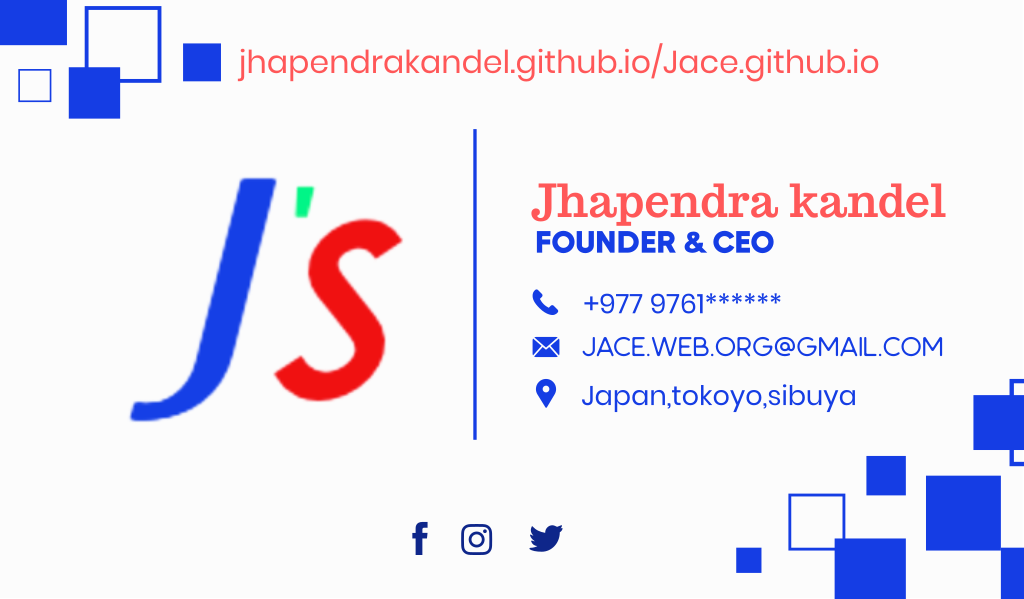 jhapendrakandel.github.io/Jace.github.io
J's
Jhapendra kandel
FOUNDER & CEO
+977 9761******
JACE.WEB.ORG@GMAIL.COM
Japan,tokoyo,sibuya